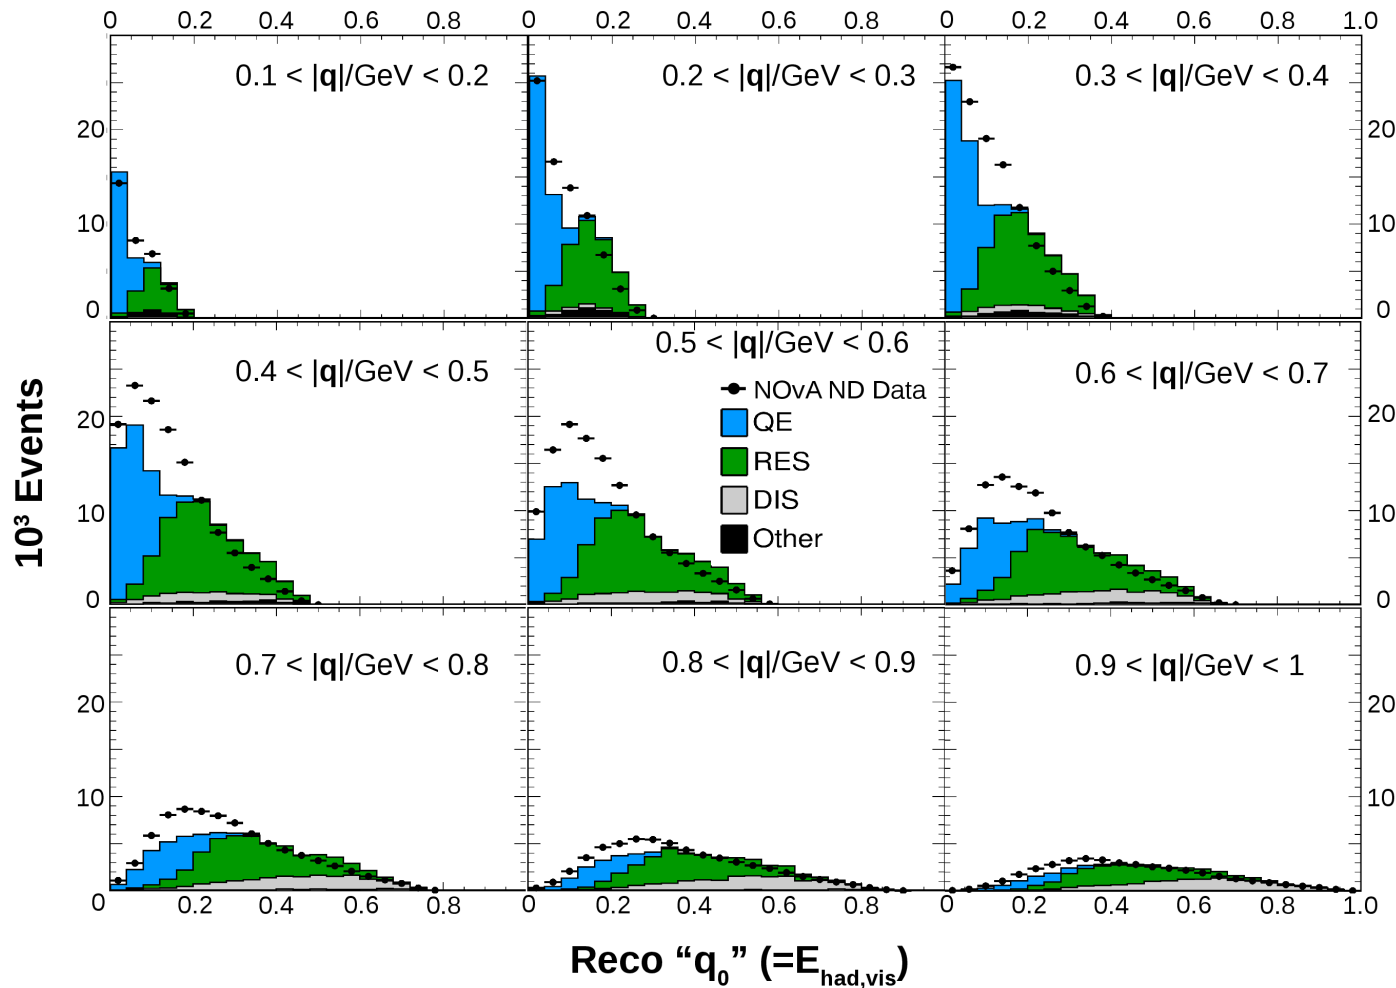 0 0.2 0.4 0.6 0.8 0 0.2 0.4 0.6 0.8 0 0.2 0.4 0.6 0.8 1.0
0.1 < |q|/GeV < 0.2
0.2 < |q|/GeV < 0.3
0.3 < |q|/GeV < 0.4
20 20
10 10
0 0
0.4 < |q|/GeV < 0.5
0.5 < |q|/GeV < 0.6
0.6 < |q|/GeV < 0.7
NOvA ND Data
QE
RES
DIS
Other
20 20
10 10
0 0
10³ Events
0.7 < |q|/GeV < 0.8
0.8 < |q|/GeV < 0.9
0.9 < |q|/GeV < 1
20 20
10 10
0 0
0 0.2 0.4 0.6 0.8 0 0.2 0.4 0.6 0.8 0 0.2 0.4 0.6 0.8 1.0
Reco “q₀” (=E_had,vis)